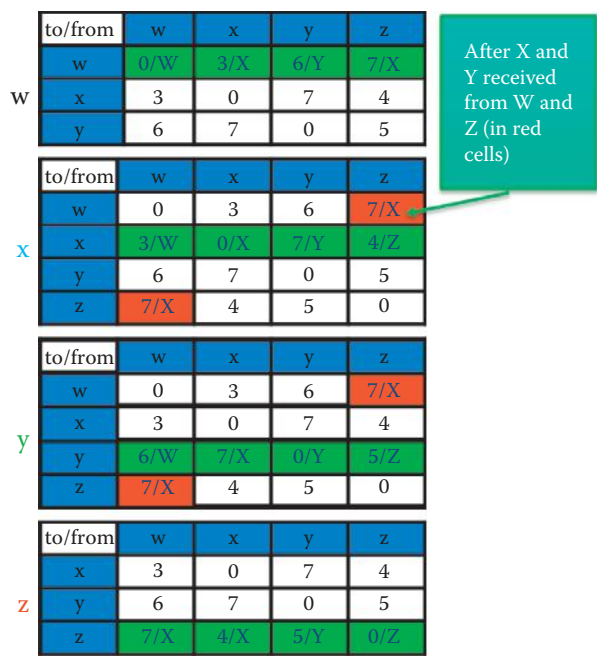 to/from w x y z
w 0/W 3/X 6/Y 7/X
w
x 3 0 7 4
y 6 7 0 5
After X and
Y received
from W and
Z (in red
cells)
to/from w x y z
w 0 3 6 7/X
x
x 3/W 0/X 7/Y 4/Z
y 6 7 0 5
z 7/X 4 5 0
to/from w x y z
w 0 3 6 7/X
x 3 0 7 4
y
y 6/W 7/X 0/Y 5/Z
z 7/X 4 5 0
to/from w x y z
x 3 0 7 4
z
y 6 7 0 5
z 7/X 4/X 5/Y 0/Z